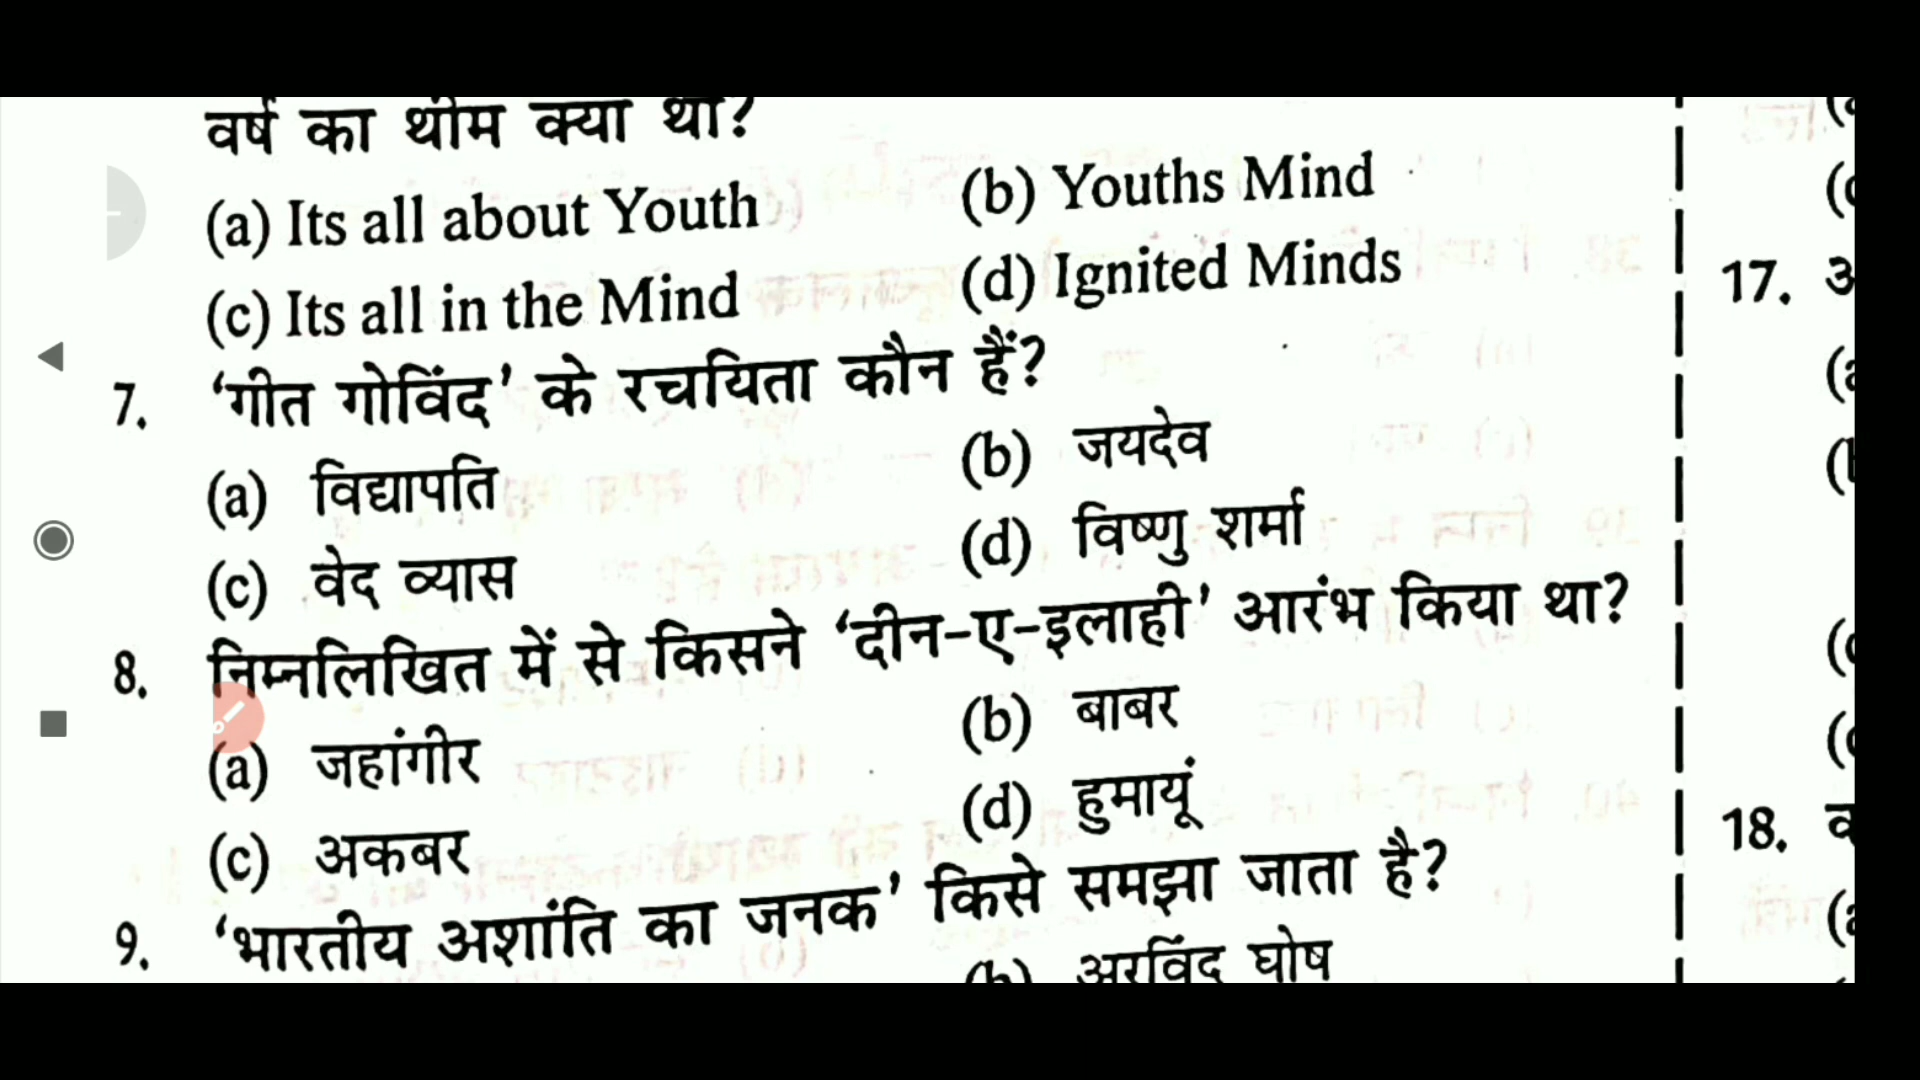 वर्ष का थीम क्या था?
(a) Its all about Youth (b) Youths Mind
(c) Its all in the Mind (d) Ignited Minds
7. ‘गीत गोविंद’ के रचयिता कौन हैं?
(a) विद्यापति (b) जयदेव
(c) वेद व्यास (d) विष्णु शर्मा
8. निम्नलिखित में से किसने ‘दीन-ए-इलाही’ आरंभ किया था?
(a) जहांगीर (b) बाबर
(c) अकबर (d) हुमायूं
9. ‘भारतीय अशांति का जनक’ किसे समझा जाता है?
(b) अरविंद घोष
17.
18.